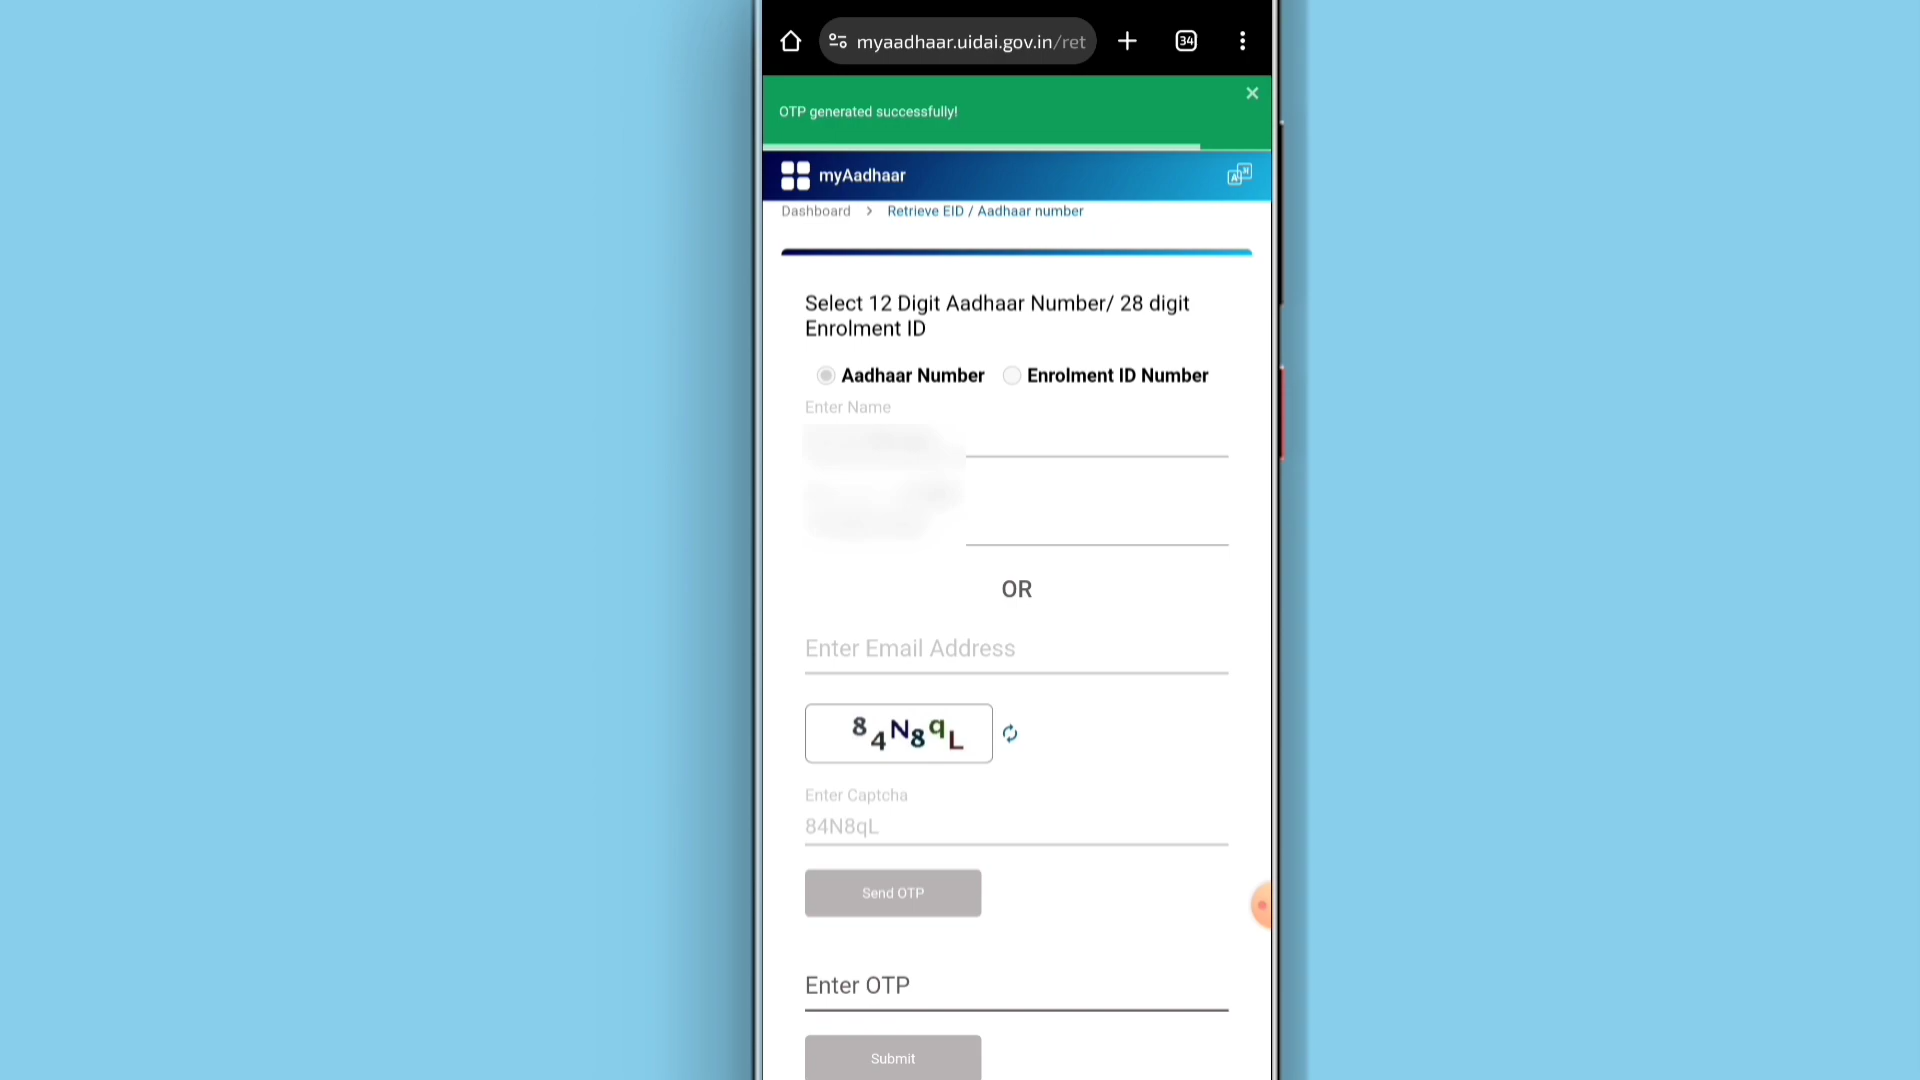 myaadhaar.uidai.gov.in/ret
34
OTP generated successfully!
myAadhaar
Dashboard > Retrieve EID / Aadhaar number
Select 12 Digit Aadhaar Number/ 28 digit
Enrolment ID
Aadhaar Number Enrolment ID Number
Enter Name
OR
Enter Email Address
84N8qL
Enter Captcha
84N8qL
Send OTP
Enter OTP
Submit